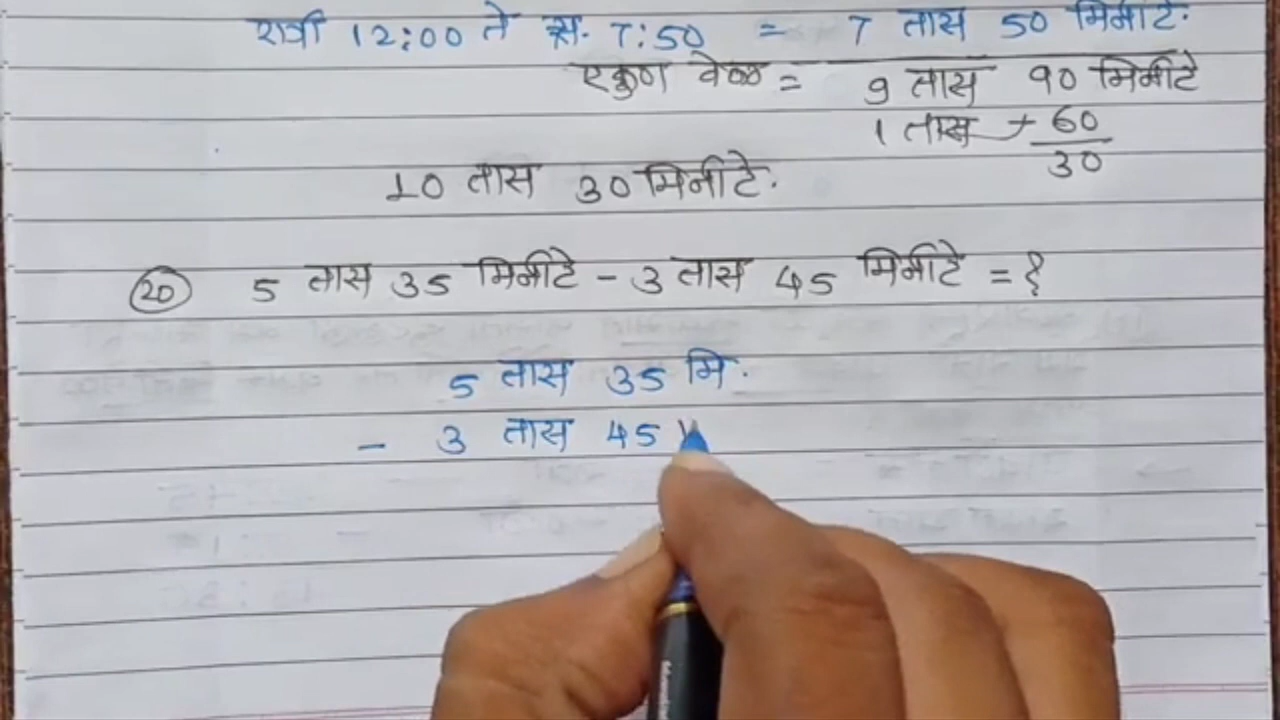 रात्री 12:00 ते स. 7:50 = 7 तास 50 मिनीटे.
एकुण वेळ = 9 तास 90 मिनीटे
1 तास → 60
30
10 तास 30 मिनीटे.
20 5 तास 35 मिनीटे - 3 तास 45 मिनीटे = ?
5 तास 35 मि.
- 3 तास 45